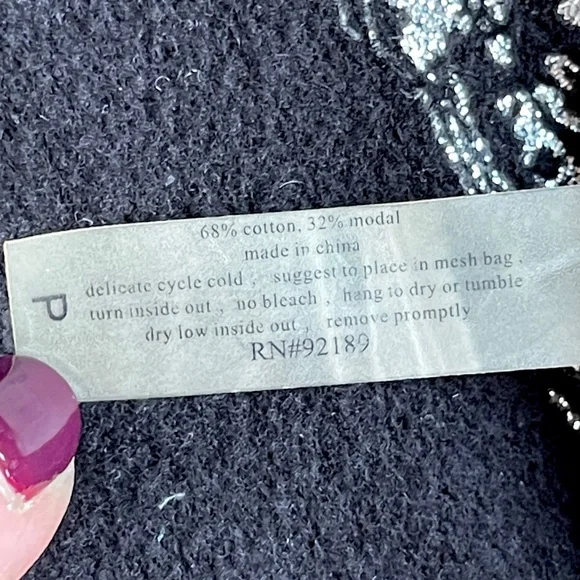 68% cotton, 32% modal
made in china
delicate cycle cold , suggest to place in mesh bag ,
turn inside out , no bleach , hang to dry or tumble
dry low inside out , remove promptly
RN#92189
P